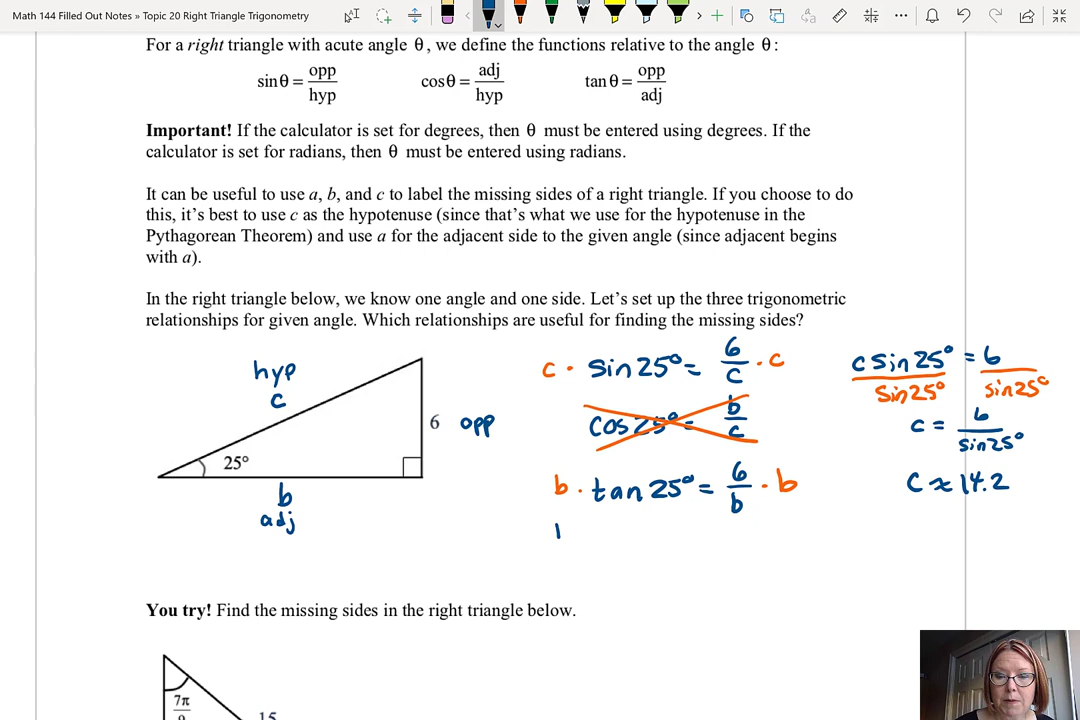 Math 144 Filled Out Notes » Topic 20 Right Triangle Trigonometry
For a right triangle with acute angle θ, we define the functions relative to the angle θ:
sinθ = opp/hyp cosθ = adj/hyp tanθ = opp/adj
Important! If the calculator is set for degrees, then θ must be entered using degrees. If the
calculator is set for radians, then θ must be entered using radians.
It can be useful to use a, b, and c to label the missing sides of a right triangle. If you choose to do
this, it's best to use c as the hypotenuse (since that's what we use for the hypotenuse in the
Pythagorean Theorem) and use a for the adjacent side to the given angle (since adjacent begins
with a).
In the right triangle below, we know one angle and one side. Let's set up the three trigonometric
relationships for given angle. Which relationships are useful for finding the missing sides?
hyp
c
6 opp
25°
b
adj
c · sin 25° = 6/c · c
cos 25° = b/c
b · tan 25° = 6/b · b
c sin 25° = 6
sin 25° sin 25°
c = 6/sin 25°
c ≈ 14.2
You try! Find the missing sides in the right triangle below.
7π
15